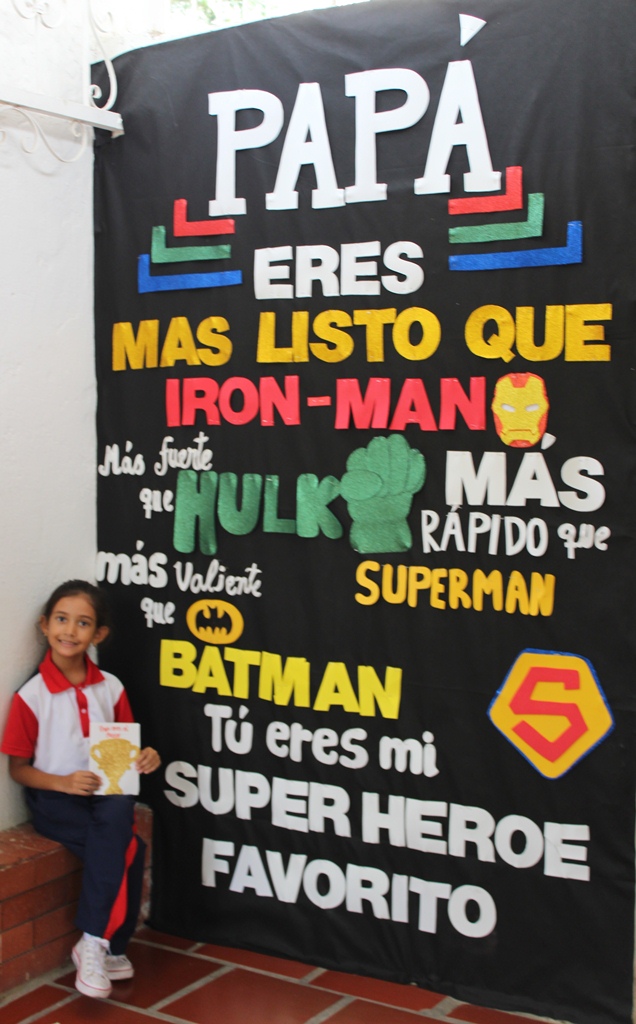 PAPÁ
ERES
MAS LISTO QUE
IRON-MAN
Más fuerte
que
HULK
MÁS
RÁPIDO que
SUPERMAN
más valiente
que
BATMAN
S
Tú eres mi
SUPER HEROE
FAVORITO